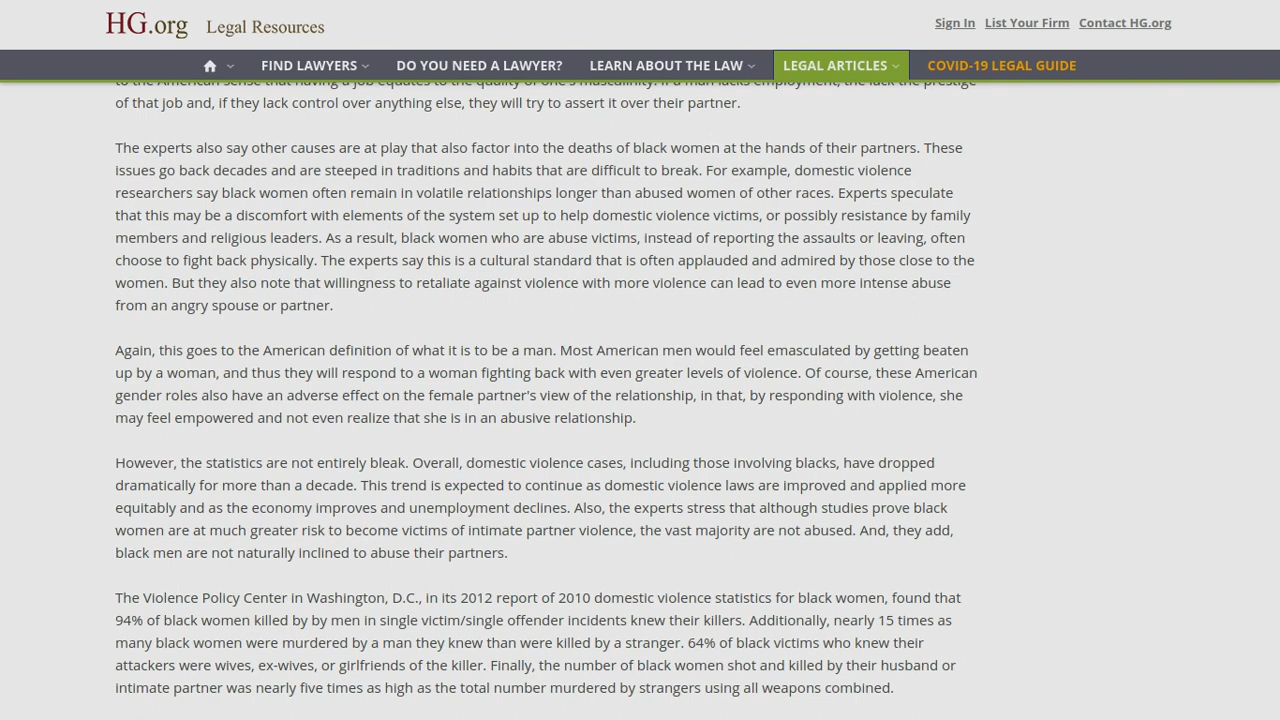 HG.org Legal Resources
Sign In List Your Firm Contact HG.org
FIND LAWYERS DO YOU NEED A LAWYER? LEARN ABOUT THE LAW LEGAL ARTICLES COVID-19 LEGAL GUIDE
to the American sense that having a job equates to the quality of one's masculinity. If a man lacks employment, the lack the prestige
of that job and, if they lack control over anything else, they will try to assert it over their partner.
The experts also say other causes are at play that also factor into the deaths of black women at the hands of their partners. These
issues go back decades and are steeped in traditions and habits that are difficult to break. For example, domestic violence
researchers say black women often remain in volatile relationships longer than abused women of other races. Experts speculate
that this may be a discomfort with elements of the system set up to help domestic violence victims, or possibly resistance by family
members and religious leaders. As a result, black women who are abuse victims, instead of reporting the assaults or leaving, often
choose to fight back physically. The experts say this is a cultural standard that is often applauded and admired by those close to the
women. But they also note that willingness to retaliate against violence with more violence can lead to even more intense abuse
from an angry spouse or partner.
Again, this goes to the American definition of what it is to be a man. Most American men would feel emasculated by getting beaten
up by a woman, and thus they will respond to a woman fighting back with even greater levels of violence. Of course, these American
gender roles also have an adverse effect on the female partner's view of the relationship, in that, by responding with violence, she
may feel empowered and not even realize that she is in an abusive relationship.
However, the statistics are not entirely bleak. Overall, domestic violence cases, including those involving blacks, have dropped
dramatically for more than a decade. This trend is expected to continue as domestic violence laws are improved and applied more
equitably and as the economy improves and unemployment declines. Also, the experts stress that although studies prove black
women are at much greater risk to become victims of intimate partner violence, the vast majority are not abused. And, they add,
black men are not naturally inclined to abuse their partners.
The Violence Policy Center in Washington, D.C., in its 2012 report of 2010 domestic violence statistics for black women, found that
94% of black women killed by by men in single victim/single offender incidents knew their killers. Additionally, nearly 15 times as
many black women were murdered by a man they knew than were killed by a stranger. 64% of black victims who knew their
attackers were wives, ex-wives, or girlfriends of the killer. Finally, the number of black women shot and killed by their husband or
intimate partner was nearly five times as high as the total number murdered by strangers using all weapons combined.